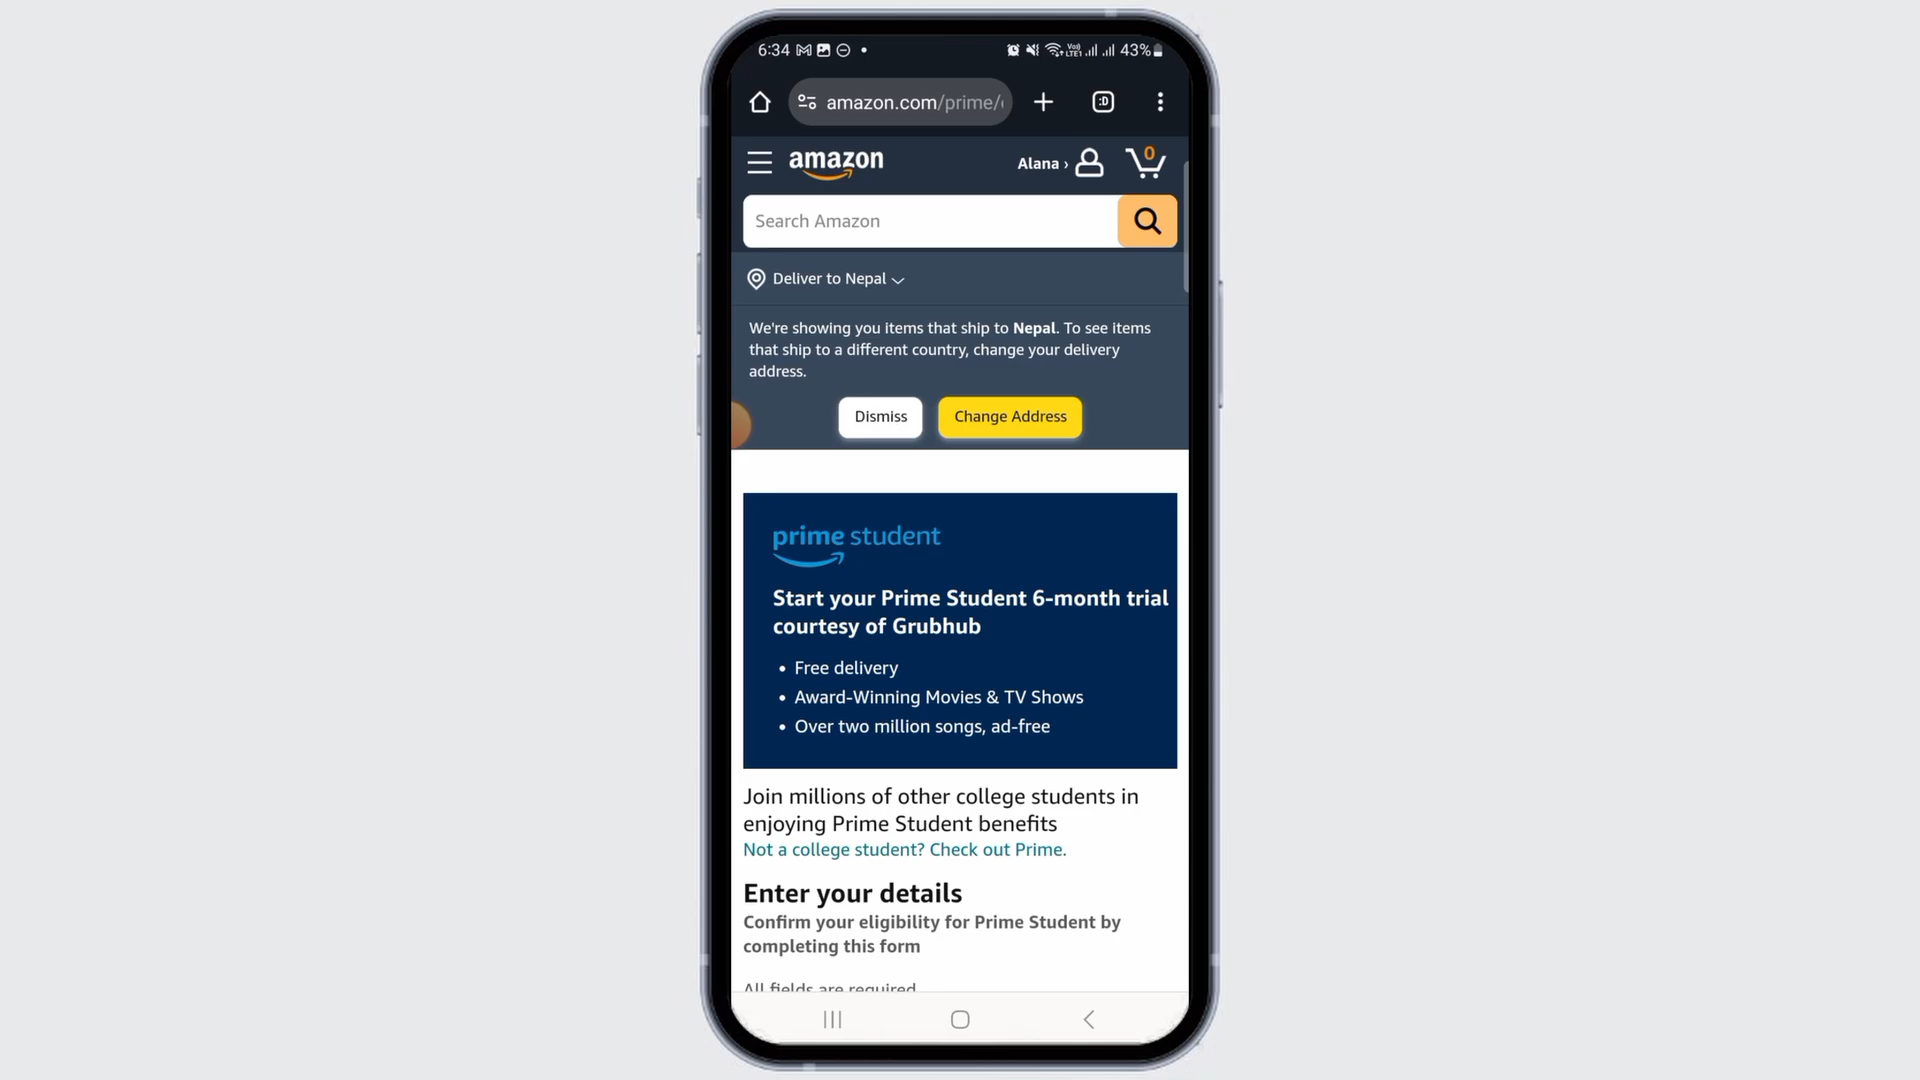 6:34 43%
amazon.com/prime/
amazon Alana › 0
Search Amazon
Deliver to Nepal
We're showing you items that ship to Nepal. To see items
that ship to a different country, change your delivery
address.
Dismiss Change Address
prime student
Start your Prime Student 6-month trial
courtesy of Grubhub
• Free delivery
• Award-Winning Movies & TV Shows
• Over two million songs, ad-free
Join millions of other college students in
enjoying Prime Student benefits
Not a college student? Check out Prime.
Enter your details
Confirm your eligibility for Prime Student by
completing this form
All fields are required